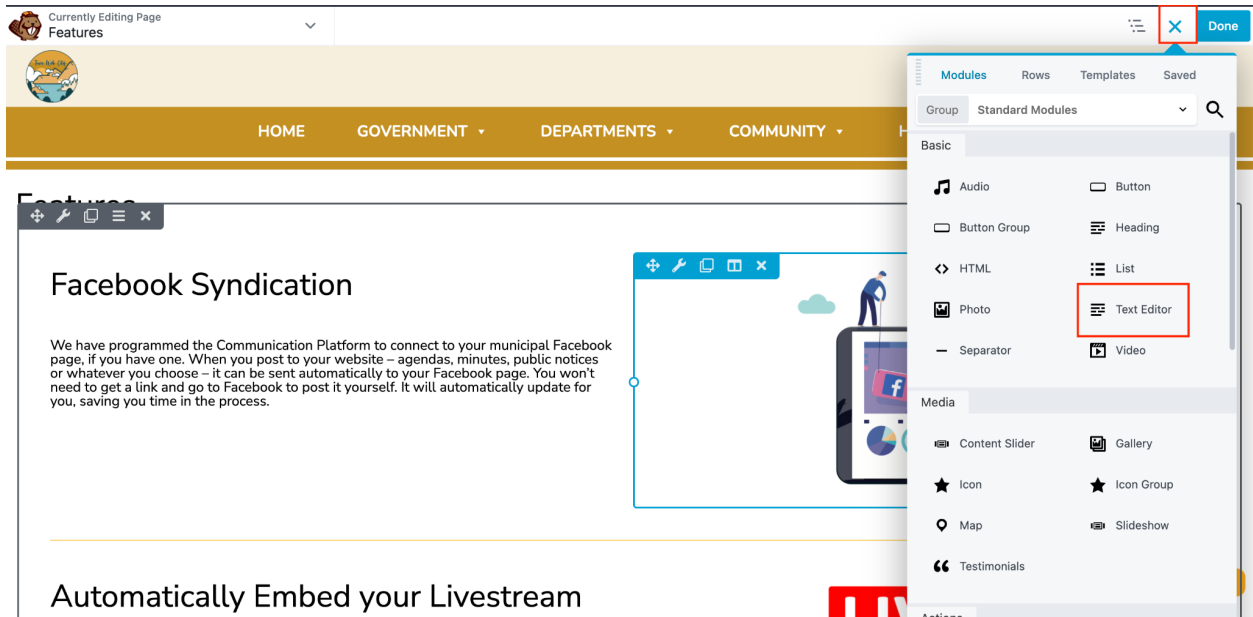 Currently Editing Page
Features
Done
HOME
GOVERNMENT
DEPARTMENTS
COMMUNITY
H
Modules
Rows
Templates
Saved
Group
Standard Modules
Basic
Audio
Button
Button Group
Heading
HTML
List
Photo
Text Editor
Separator
Video
Media
Content Slider
Gallery
Icon
Icon Group
Map
Slideshow
Testimonials
Actions
Features
Facebook Syndication
We have programmed the Communication Platform to connect to your municipal Facebook
page, if you have one. When you post to your website – agendas, minutes, public notices
or whatever you choose – it can be sent automatically to your Facebook page. You won't
need to get a link and go to Facebook to post it yourself. It will automatically update for
you, saving you time in the process.
f
Automatically Embed your Livestream
LIV